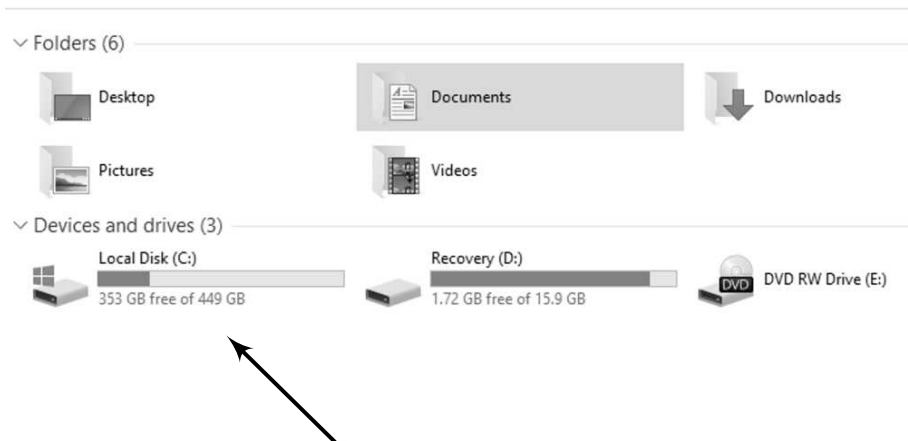 Folders (6)
Desktop
Documents
Downloads
Pictures
Videos
Devices and drives (3)
Local Disk (C:)
353 GB free of 449 GB
Recovery (D:)
1.72 GB free of 15.9 GB
DVD
DVD RW Drive (E:)